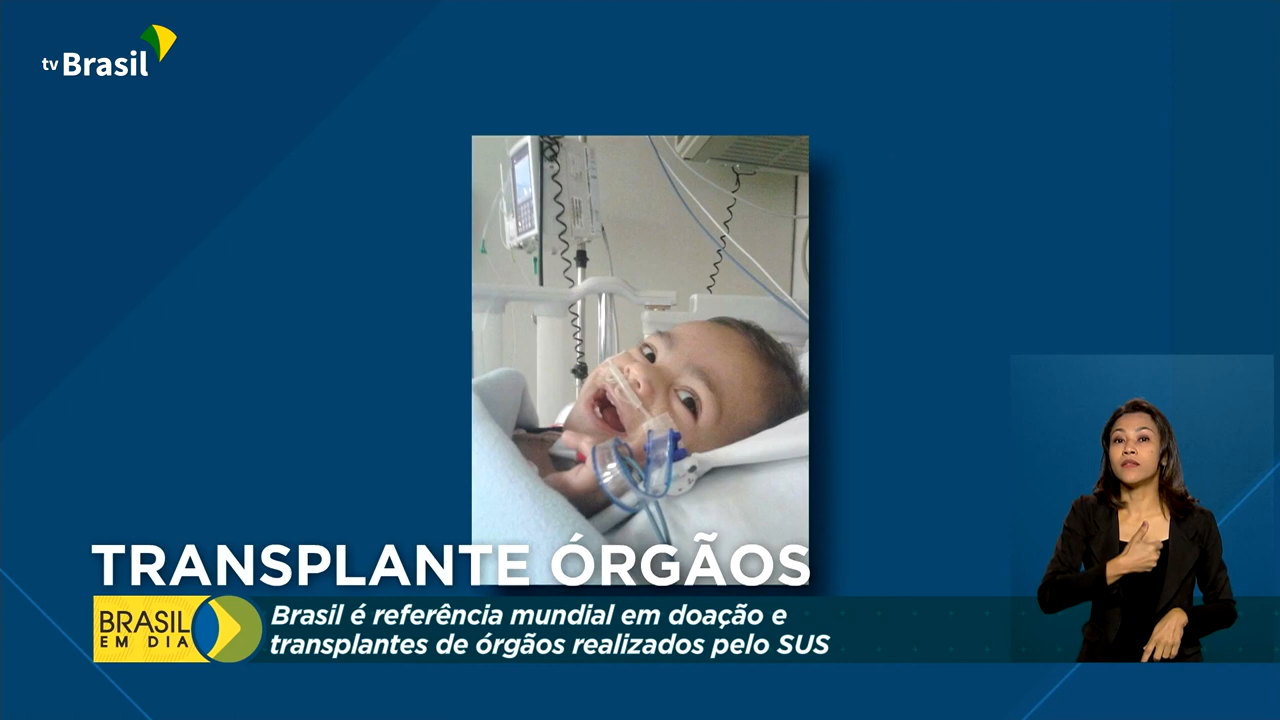 tv Brasil
TRANSPLANTE ÓRGÃOS
BRASIL
EM DIA
Brasil é referência mundial em doação e
transplantes de órgãos realizados pelo SUS